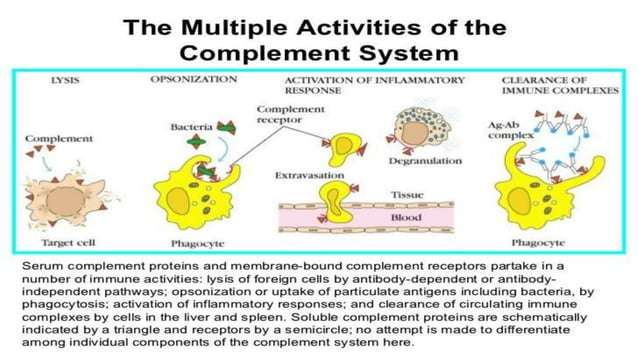 The Multiple Activities of the
Complement System
LYSIS
OPSONIZATION
ACTIVATION OF INFLAMMATORY
RESPONSE
CLEARANCE OF
IMMUNE COMPLEXES
Complement
Target cell
Bacteria
Phagocyte
Complement
receptor
Extravasation
Degranulation
Tissue
Blood
Ag-Ab
complex
Phagocyte
Serum complement proteins and membrane-bound complement receptors partake in a
number of immune activities: lysis of foreign cells by antibody-dependent or antibody-
independent pathways; opsonization or uptake of particulate antigens including bacteria, by
phagocytosis; activation of inflammatory responses; and clearance of circulating immune
complexes by cells in the liver and spleen. Soluble complement proteins are schematically
indicated by a triangle and receptors by a semicircle; no attempt is made to differentiate
among individual components of the complement system here.